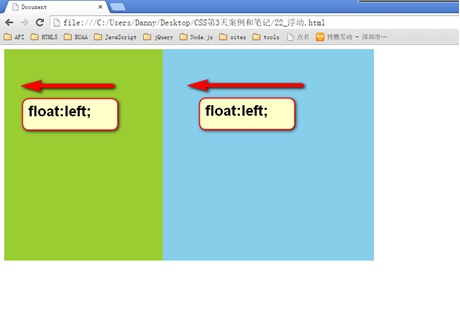 Document
file:///C:/Users/Danny/Desktop/CSS第3天案例和笔记/22_浮动.html
API HTML5 BUAA JavaScript jQuery Node.js sites tools 点名 博雅互动 - 深圳市一
float:left; float:left;